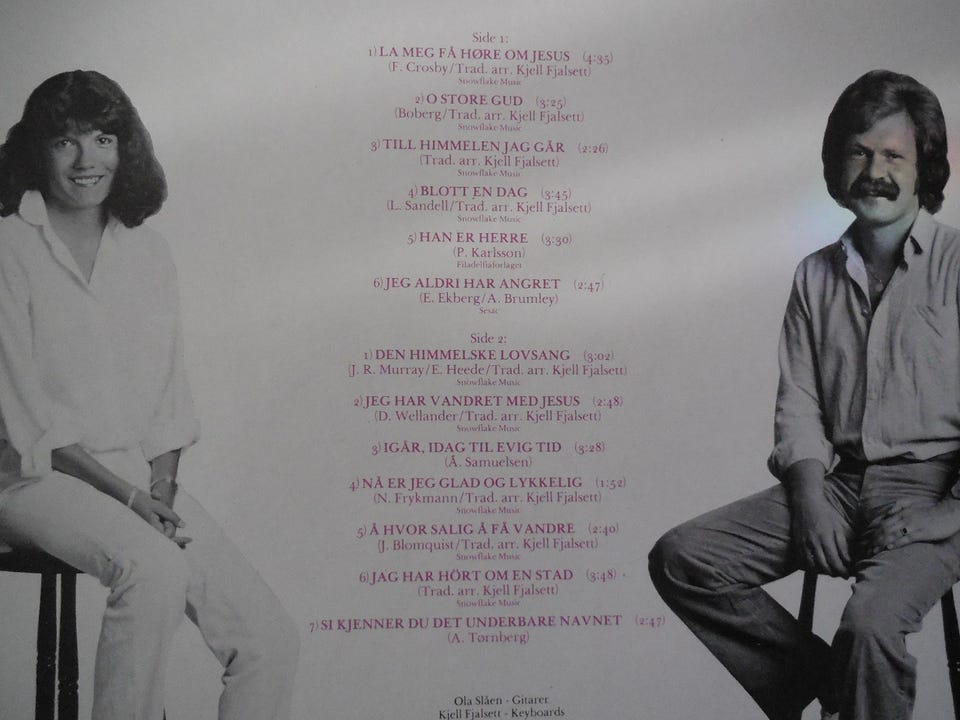 Side 1:
1) LA MEG FÅ HØRE OM JESUS (4:35)
(F. Crosby/Trad. arr. Kjell Fjalsett)
Snowflake Music
2) O STORE GUD (3:25)
(Boberg/Trad. arr. Kjell Fjalsett)
Snowflake Music
3) TILL HIMMELEN JAG GÅR (2:26)
(Trad. arr. Kjell Fjalsett)
Snowflake Music
4) BLOTT EN DAG (3:45)
(L. Sandell/Trad. arr. Kjell Fjalsett)
Snowflake Music
5) HAN ER HERRE (3:30)
(P. Karlsson)
Filadelfiaforlaget
6) JEG ALDRI HAR ANGRET (2:47)
(E. Ekberg/A. Brumley)
Sesac
Side 2:
1) DEN HIMMELSKE LOVSANG (3:02)
(J. R. Murray/E. Heede/Trad. arr. Kjell Fjalsett)
Snowflake Music
2) JEG HAR VANDRET MED JESUS (2:48)
(D. Wellander/Trad. arr. Kjell Fjalsett)
Snowflake Music
3) IGÅR, IDAG TIL EVIG TID (3:28)
(Å. Samuelsen)
4) NÅ ER JEG GLAD OG LYKKELIG (1:52)
(N. Frykmann/Trad. arr. Kjell Fjalsett)
Snowflake Music
5) Å HVOR SALIG Å FÅ VANDRE (2:40)
(J. Blomquist/Trad. arr. Kjell Fjalsett)
Snowflake Music
6) JAG HAR HÖRT OM EN STAD (3:48)
(Trad. arr. Kjell Fjalsett)
Snowflake Music
7) SI KJENNER DU DET UNDERBARE NAVNET (2:47)
(A. Tørnberg)
Ola Slåen - Gitarer
Kjell Fjalsett - Keyboards